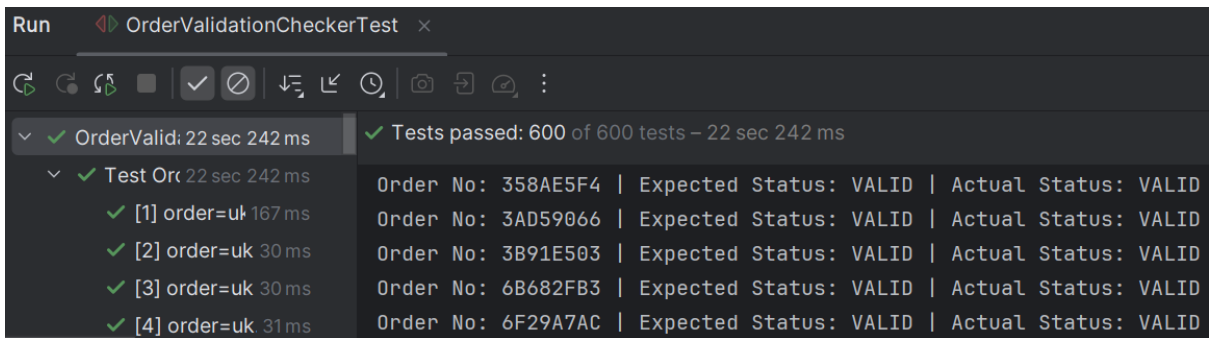 Run OrderValidationCheckerTest
OrderValid 22 sec 242 ms
Test Or 22 sec 242 ms
[1] order=uk 167 ms
[2] order=uk 30 ms
[3] order=uk 30 ms
[4] order=uk. 31 ms
Tests passed: 600 of 600 tests – 22 sec 242 ms
Order No: 358AE5F4 | Expected Status: VALID | Actual Status: VALID
Order No: 3AD59066 | Expected Status: VALID | Actual Status: VALID
Order No: 3B91E503 | Expected Status: VALID | Actual Status: VALID
Order No: 6B682FB3 | Expected Status: VALID | Actual Status: VALID
Order No: 6F29A7AC | Expected Status: VALID | Actual Status: VALID